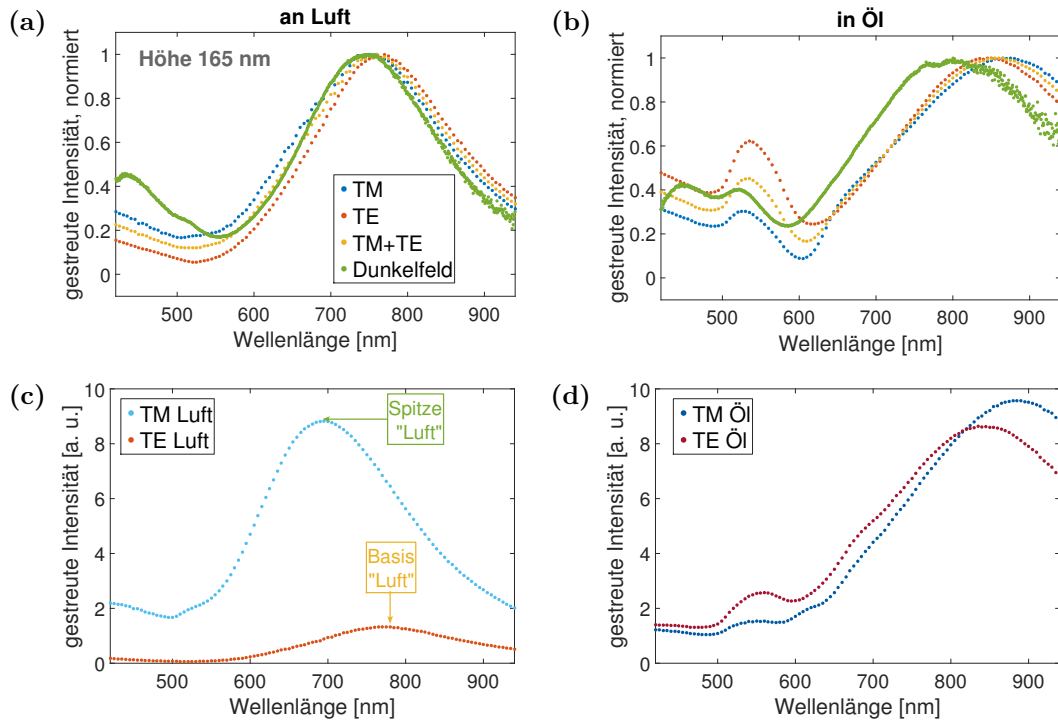 (a)
an Luft
gestreute Intensität, normiert
1
0.8
0.6
0.4
0.2
0
Höhe 165 nm
TM
TE
TM+TE
Dunkelfeld
500 600 700 800 900
Wellenlänge [nm]
(b)
in Öl
gestreute Intensität, normiert
1
0.8
0.6
0.4
0.2
0
500 600 700 800 900
Wellenlänge [nm]
(c)
gestreute Intensität [a. u.]
10
8
6
4
2
0
TM Luft
TE Luft
Spitze
"Luft"
Basis
"Luft"
500 600 700 800 900
Wellenlänge [nm]
(d)
gestreute Intensität [a. u.]
10
8
6
4
2
0
TM Öl
TE Öl
500 600 700 800 900
Wellenlänge [nm]